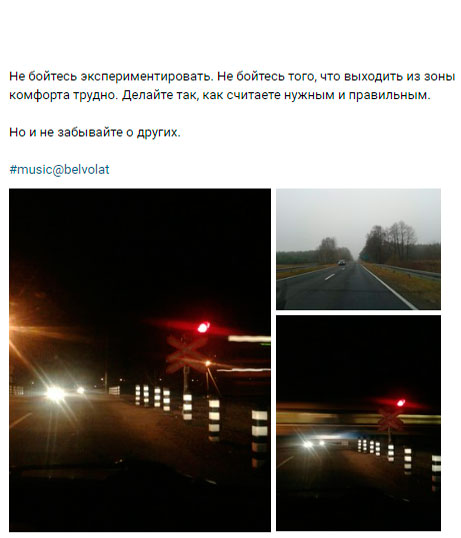 Не бойтесь экспериментировать. Не бойтесь того, что выходить из зоны
комфорта трудно. Делайте так, как считаете нужным и правильным.
Но и не забывайте о других.
#music@belvolat